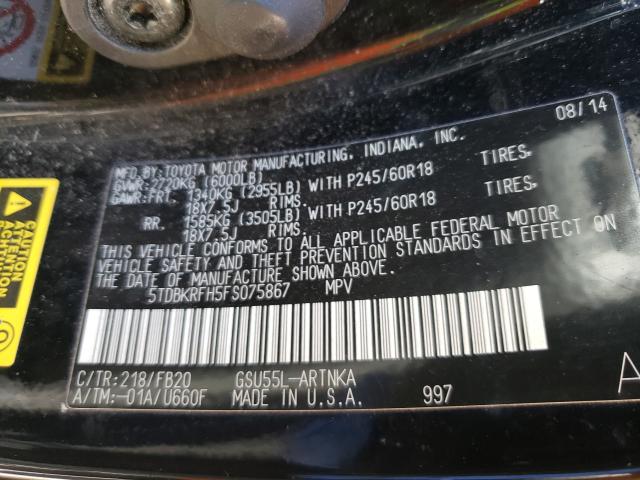 08/14
MFD.BY:TOYOTA MOTOR MANUFACTURING, INDIANA, INC.
GVWR:2720KG (6000LB)
GAWR:FRT. 1340KG (2955LB) WITH P245/60R18 TIRES.
18X7.5J RIMS.
RR. 1585KG (3505LB) WITH P245/60R18 TIRES.
18X7.5J RIMS.
THIS VEHICLE CONFORMS TO ALL APPLICABLE FEDERAL MOTOR
VEHICLE SAFETY AND THEFT PREVENTION STANDARDS IN EFFECT ON
THE DATE OF MANUFACTURE SHOWN ABOVE.
5TDBKRFH5FS075867 MPV
C/TR:218/FB20 GSU55L-ARTNKA
A/TM:-01A/U660F MADE IN U.S.A. 997
A
CAUTION
ATTENTION
ACHTUNG